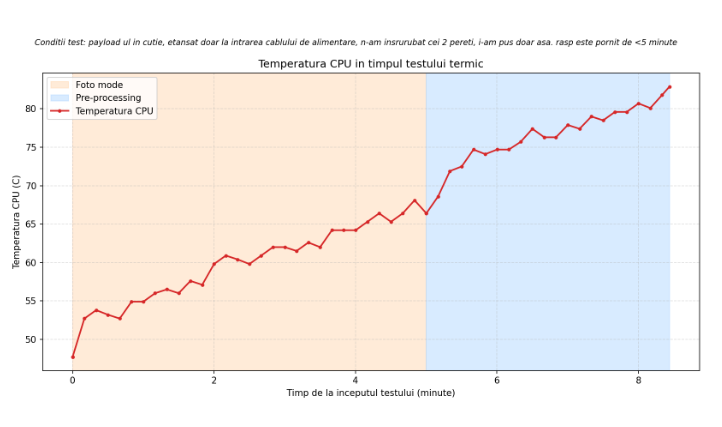 Conditii test: payload ul in cutie, etansat doar la intrarea cablului de alimentare, n-am insrurubat cei 2 pereti, i-am pus doar asa. rasp este pornit de <5 minute
Temperatura CPU in timpul testului termic
Foto mode
Pre-processing
Temperatura CPU
Temperatura CPU (C)
80
75
70
65
60
55
50
0 2 4 6 8
Timp de la inceputul testului (minute)